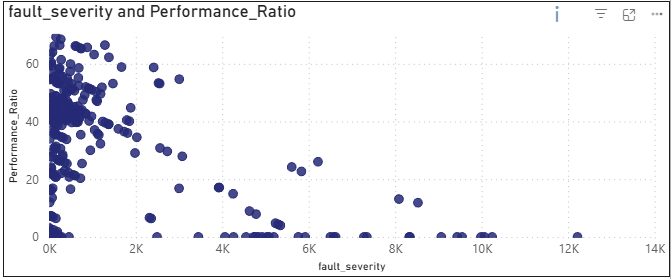 fault_severity and Performance_Ratio
60
40
20
0
Performance_Ratio
0K 2K 4K 6K 8K 10K 12K 14K
fault_severity